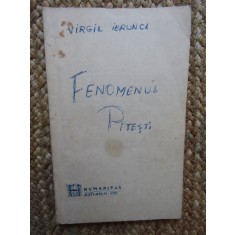 VIRGIL IERUNCA
FENOMENUL
PITEȘTI
HUMANITAS